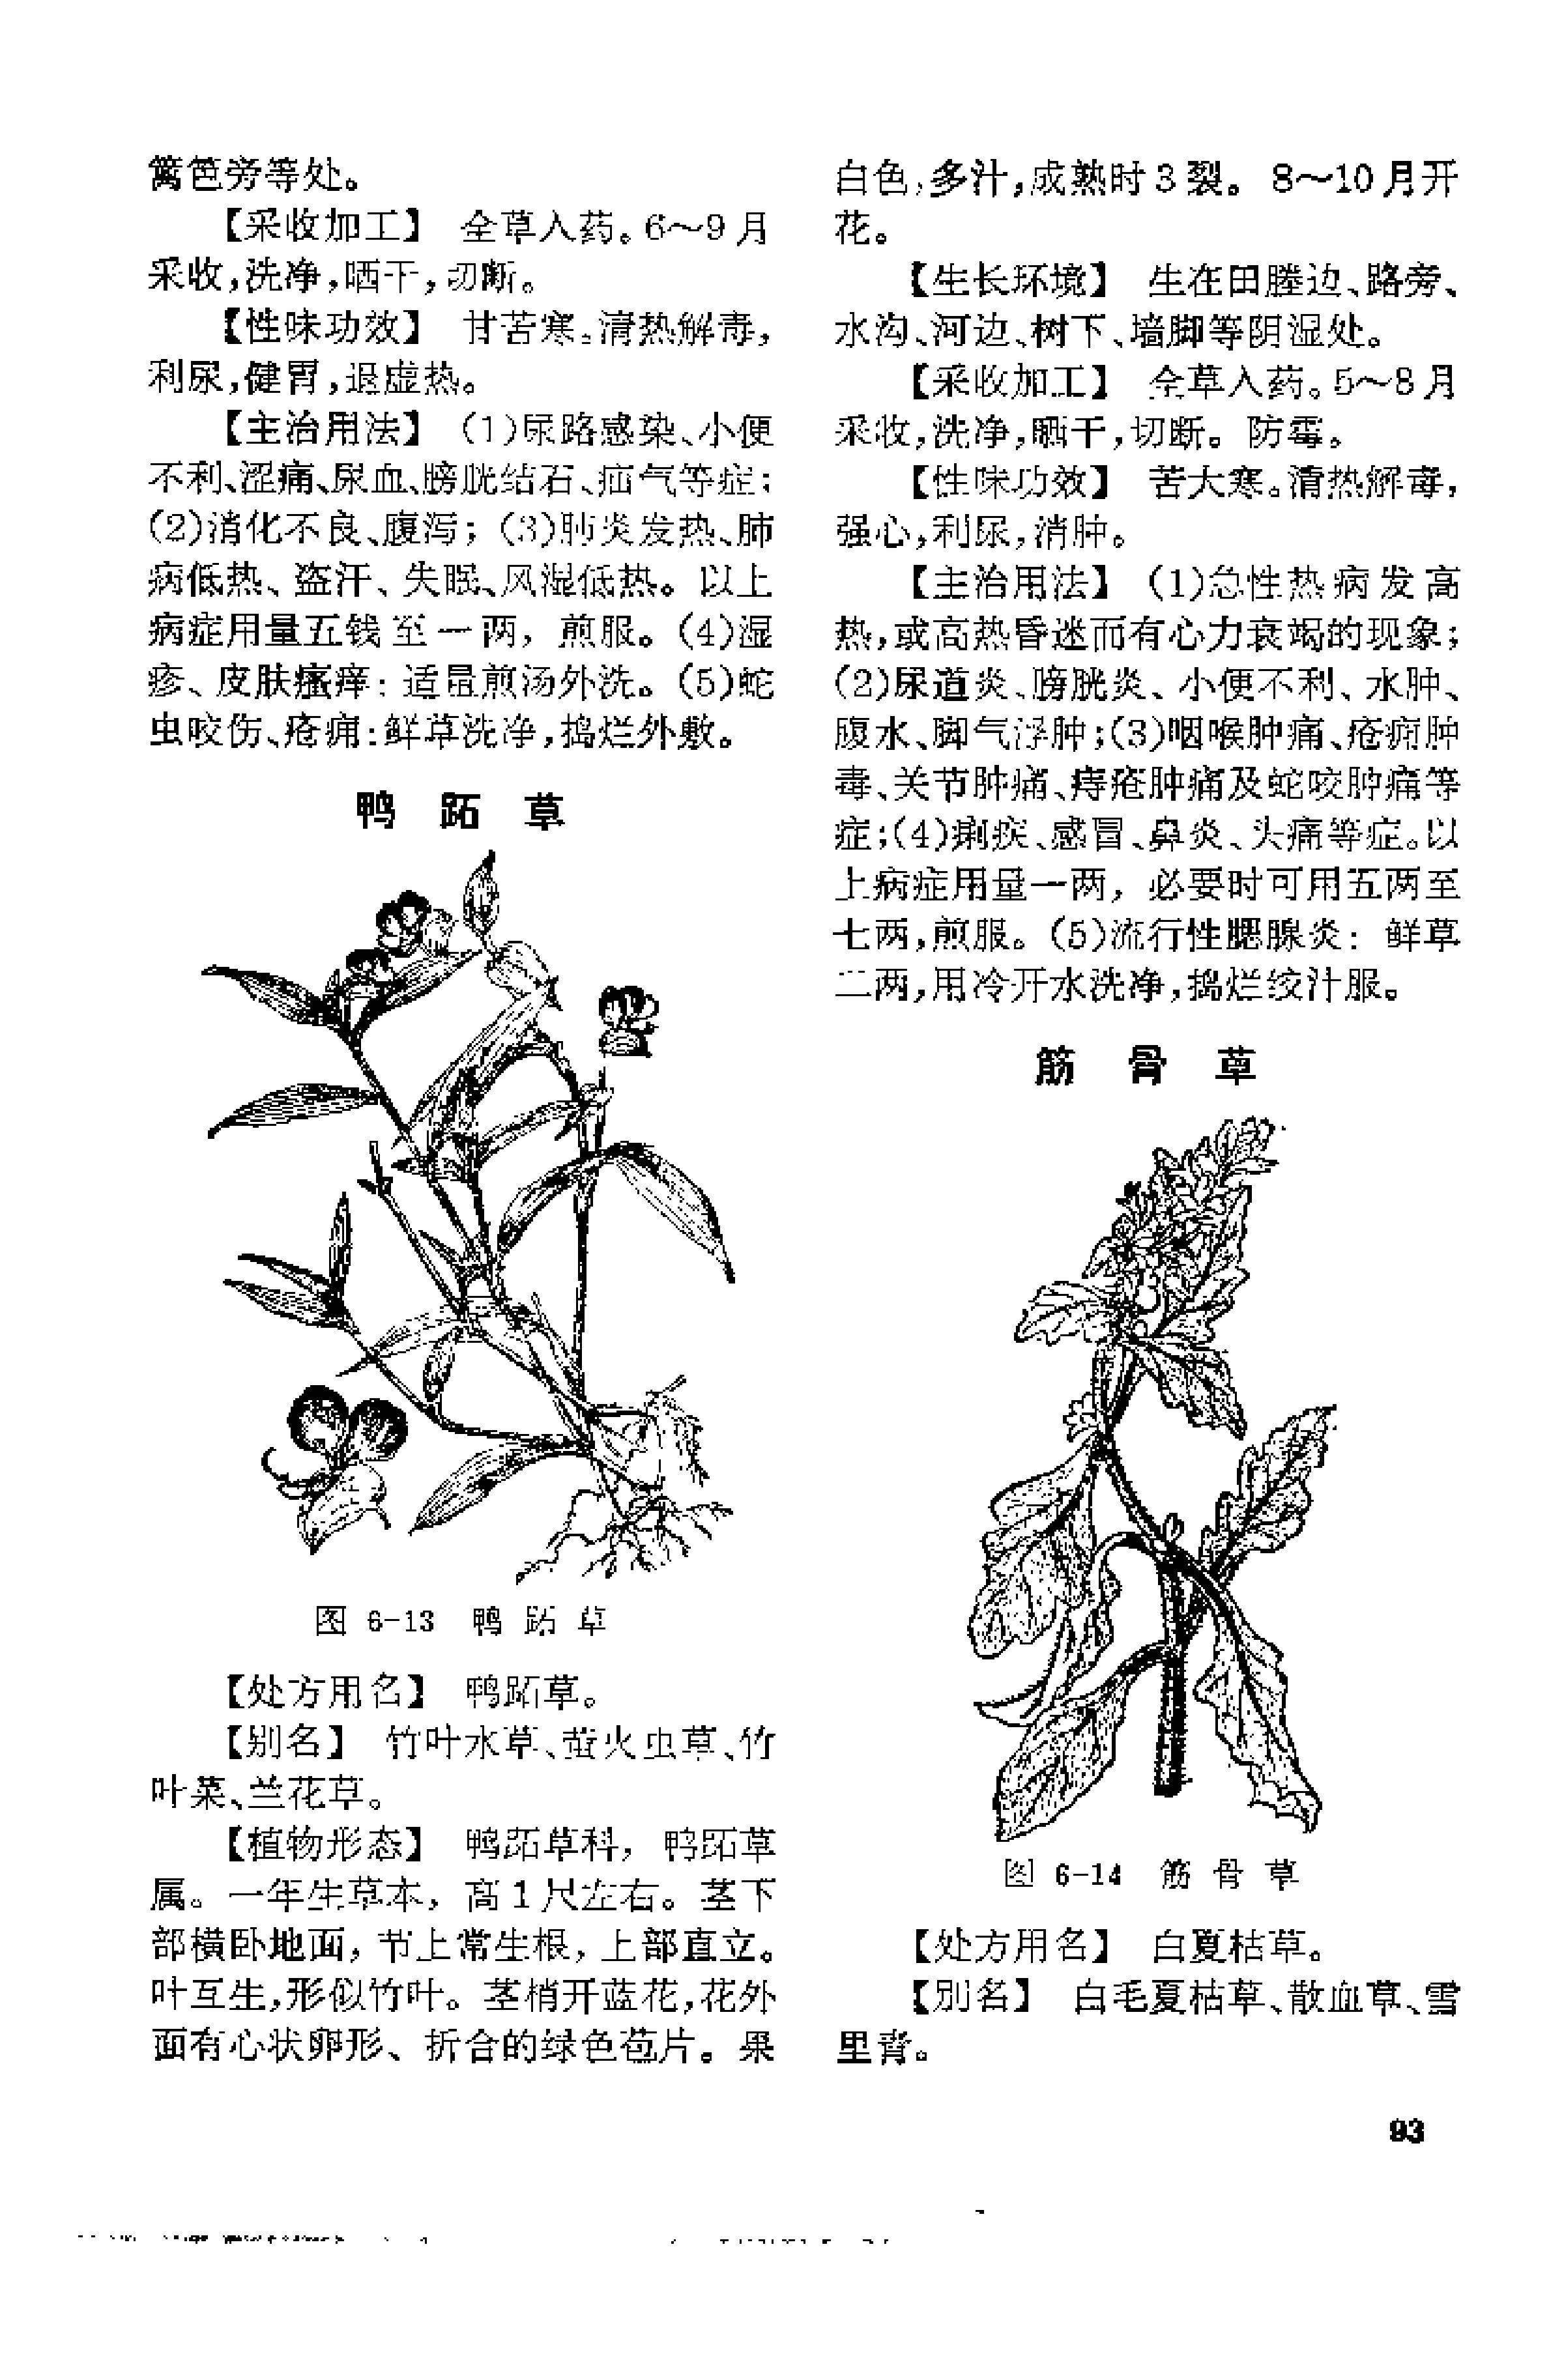 篱笆旁等处。
【采收加工】 全草入药。6～9月
采收,洗净,晒干,切断。
【性味功效】 甘苦寒。清热解毒,
利尿,健胃,退虚热。
【主治用法】 (1)尿路感染、小便
不利、涩痛、尿血、膀胱结石、疝气等症;
(2)消化不良、腹泻; (3)肺炎发热、肺
病低热、盗汗、失眠、风湿低热。以上
病症用量五钱至一两, 煎服。(4)湿
疹、皮肤瘙痒: 适量煎汤外洗。(5)蛇
虫咬伤、疮痈:鲜草洗净,捣烂外敷。
鸭 跖 草
图 6-13 鸭 跖 草
【处方用名】 鸭跖草。
【别名】 竹叶水草、萤火虫草、竹
叶菜、兰花草。
【植物形态】 鸭跖草科, 鸭跖草
属。一年生草本, 高1尺左右。茎下
部横卧地面, 节上常生根, 上部直立。
叶互生,形似竹叶。茎梢开蓝花,花外
面有心状卵形、折合的绿色苞片。果
白色,多汁,成熟时3裂。 8～10月开
花。
【生长环境】 生在田塍边、路旁、
水沟、河边、树下、墙脚等阴湿处。
【采收加工】 全草入药。5～8月
采收,洗净,晒干,切断。防霉。
【性味功效】 苦大寒。清热解毒,
强心,利尿,消肿。
【主治用法】 (1)急性热病发高
热,或高热昏迷而有心力衰竭的现象;
(2)尿道炎、膀胱炎、小便不利、水肿、
腹水、脚气浮肿;(3)咽喉肿痛、疮痈肿
毒、关节肿痛、痔疮肿痛及蛇咬肿痛等
症;(4)痢疾、感冒、鼻炎、头痛等症。以
上病症用量一两, 必要时可用五两至
七两,煎服。(5)流行性腮腺炎: 鲜草
二两,用冷开水洗净,捣烂绞汁服。
筋 骨 草
图 6-14 筋 骨 草
【处方用名】 白夏枯草。
【别名】 白毛夏枯草、散血草、雪
里青。
93